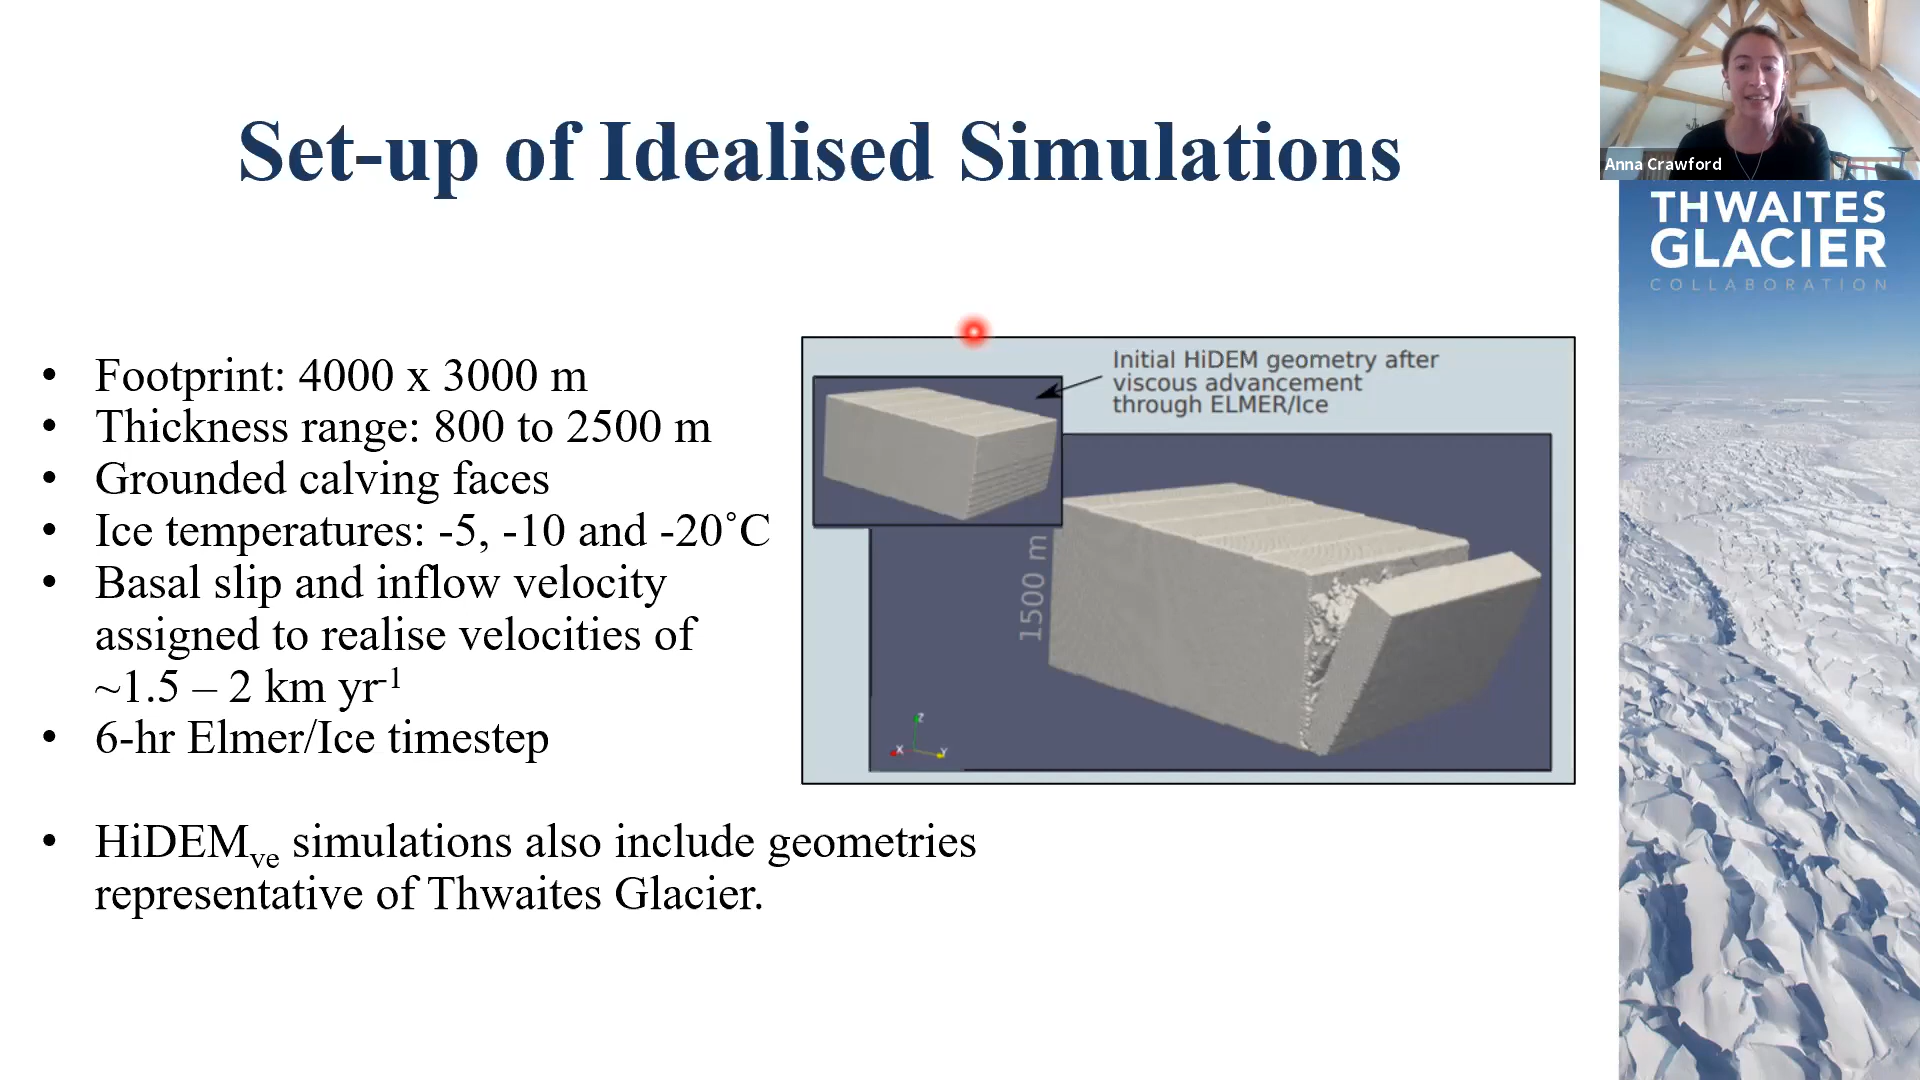 Set-up of Idealised Simulations
Anna Crawford
THWAITES
GLACIER
COLLABORATION
• Footprint: 4000 x 3000 m
• Thickness range: 800 to 2500 m
• Grounded calving faces
• Ice temperatures: -5, -10 and -20˚C
• Basal slip and inflow velocity
assigned to realise velocities of
~1.5 – 2 km yr⁻¹
• 6-hr Elmer/Ice timestep
• HiDEMve simulations also include geometries
representative of Thwaites Glacier.
Initial HiDEM geometry after
viscous advancement
through ELMER/Ice
1500 m
Z
X
Y